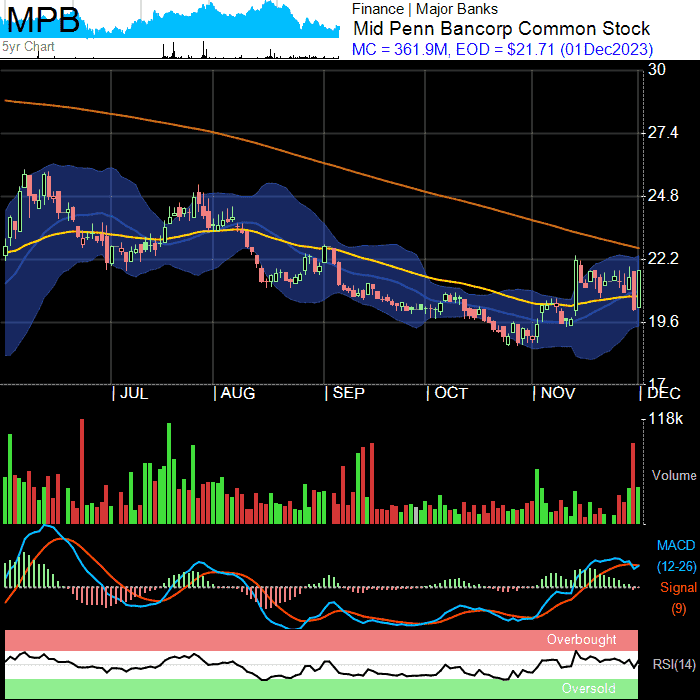 MPB
Finance | Major Banks
Mid Penn Bancorp Common Stock
5yr Chart
MC = 361.9M, EOD = $21.71 (01Dec2023)
30
27.4
24.8
22.2
19.6
17
JUL AUG SEP OCT NOV DEC
118k
Volume
MACD
(12-26)
Signal
(9)
Overbought
RSI(14)
Oversold